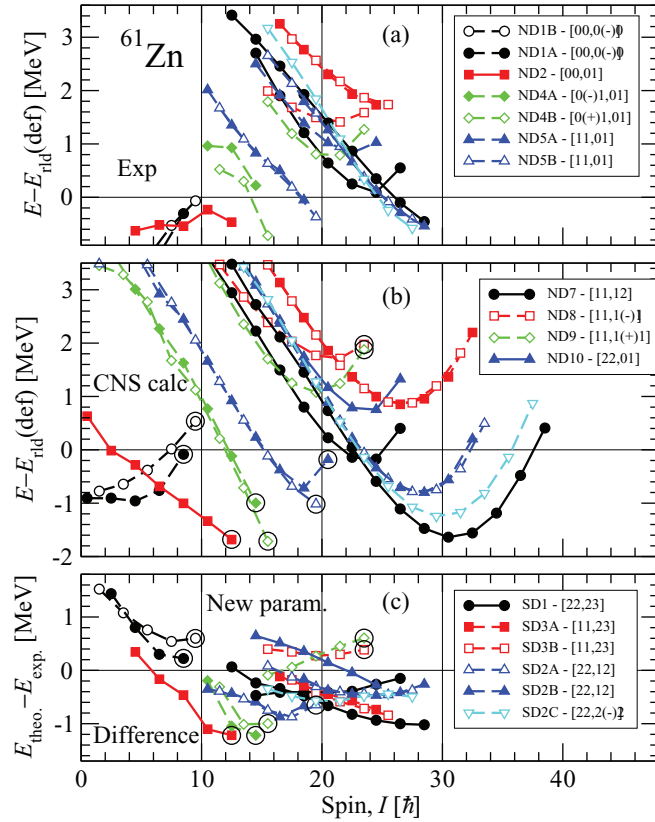 61Zn
(a)
Exp
E–E_rld(def) [MeV]
3
2
1
0
ND1B - [00,0(-)0]
ND1A - [00,0(-)0]
ND2 - [00,01]
ND4A - [0(-)1,01]
ND4B - [0(+)1,01]
ND5A - [11,01]
ND5B - [11,01]
(b)
CNS calc
E–E_rld(def) [MeV]
3
2
1
0
-1
-2
ND7 - [11,12]
ND8 - [11,1(-)1]
ND9 - [11,1(+)1]
ND10 - [22,01]
New param.
(c)
Difference
E_theo.–E_exp. [MeV]
1
0
-1
SD1 - [22,23]
SD3A - [11,23]
SD3B - [11,23]
SD2A - [22,12]
SD2B - [22,12]
SD2C - [22,2(-)2]
0
10
20
30
40
Spin, I [ℏ]